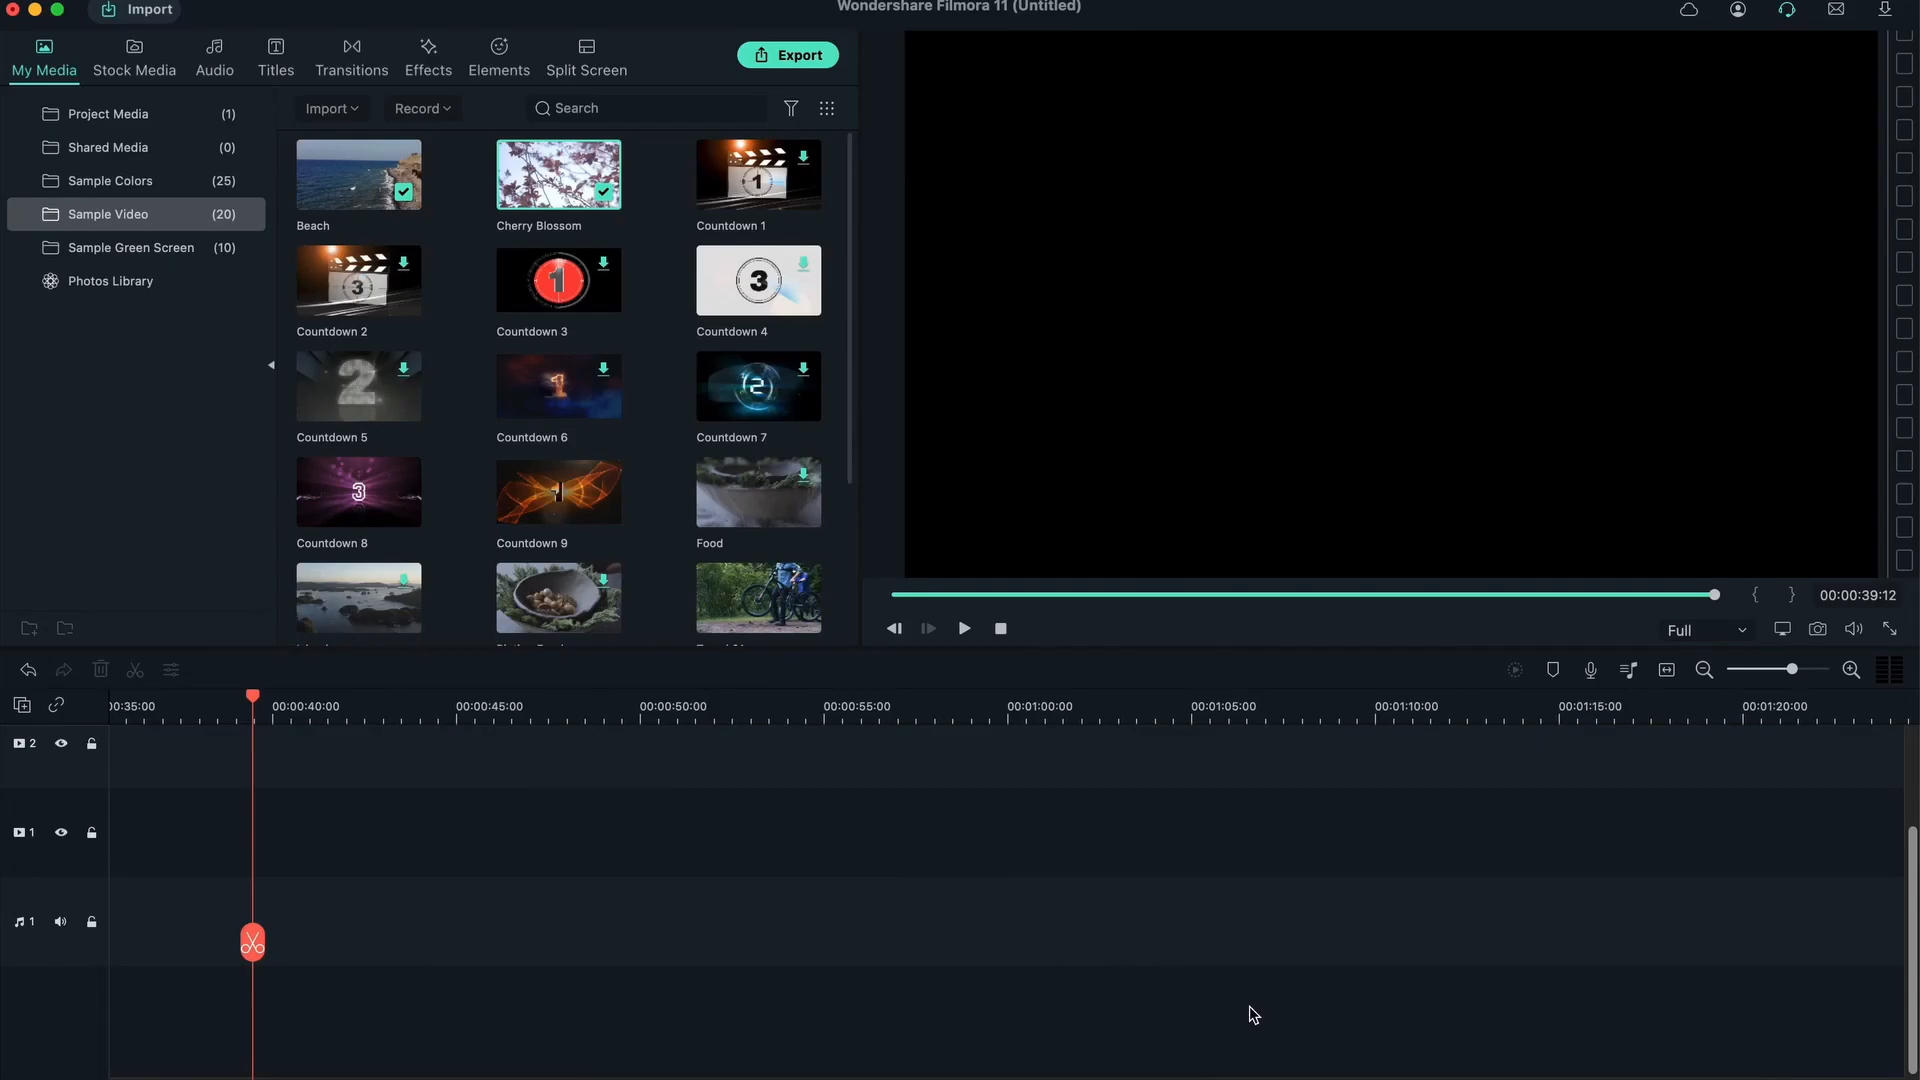 Wondershare Filmora 11 (Untitled)
Import
My Media
Stock Media
Audio
Titles
Transitions
Effects
Elements
Split Screen
Export
Project Media (1)
Shared Media (0)
Sample Colors (25)
Sample Video (20)
Sample Green Screen (10)
Photos Library
Import
Record
Search
Beach
Cherry Blossom
Countdown 1
Countdown 2
Countdown 3
Countdown 4
Countdown 5
Countdown 6
Countdown 7
Countdown 8
Countdown 9
Food
{ } 00:00:39:12
Full
0:35:00 00:00:40:00 00:00:45:00 00:00:50:00 00:00:55:00 00:01:00:00 00:01:05:00 00:01:10:00 00:01:15:00 00:01:20:00
2
1
1